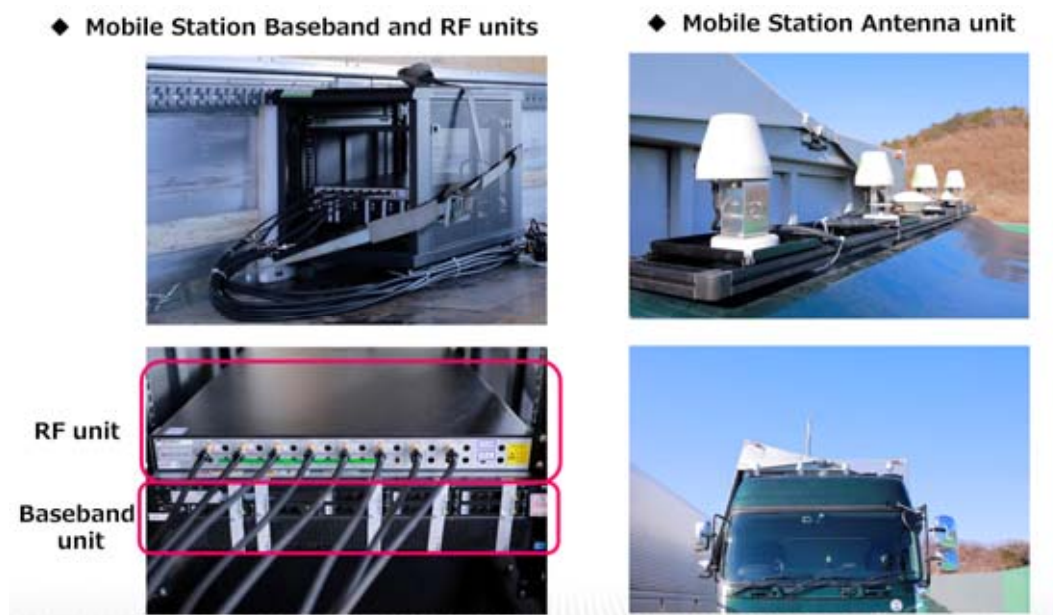 ◆ Mobile Station Baseband and RF units
◆ Mobile Station Antenna unit
RF unit
Baseband
unit